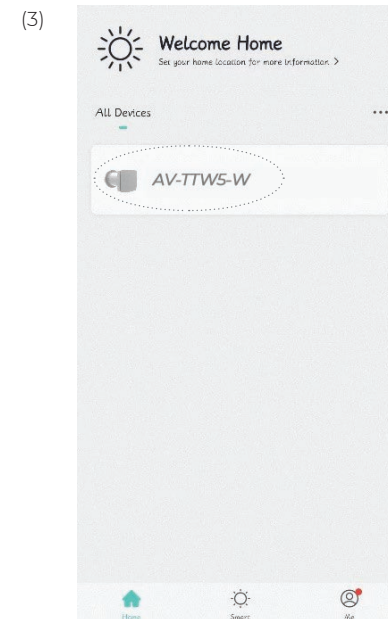 (3)
Welcome Home
Set your home location for more information >
All Devices
...
AV-TTW5-W
Home
Smart
Me